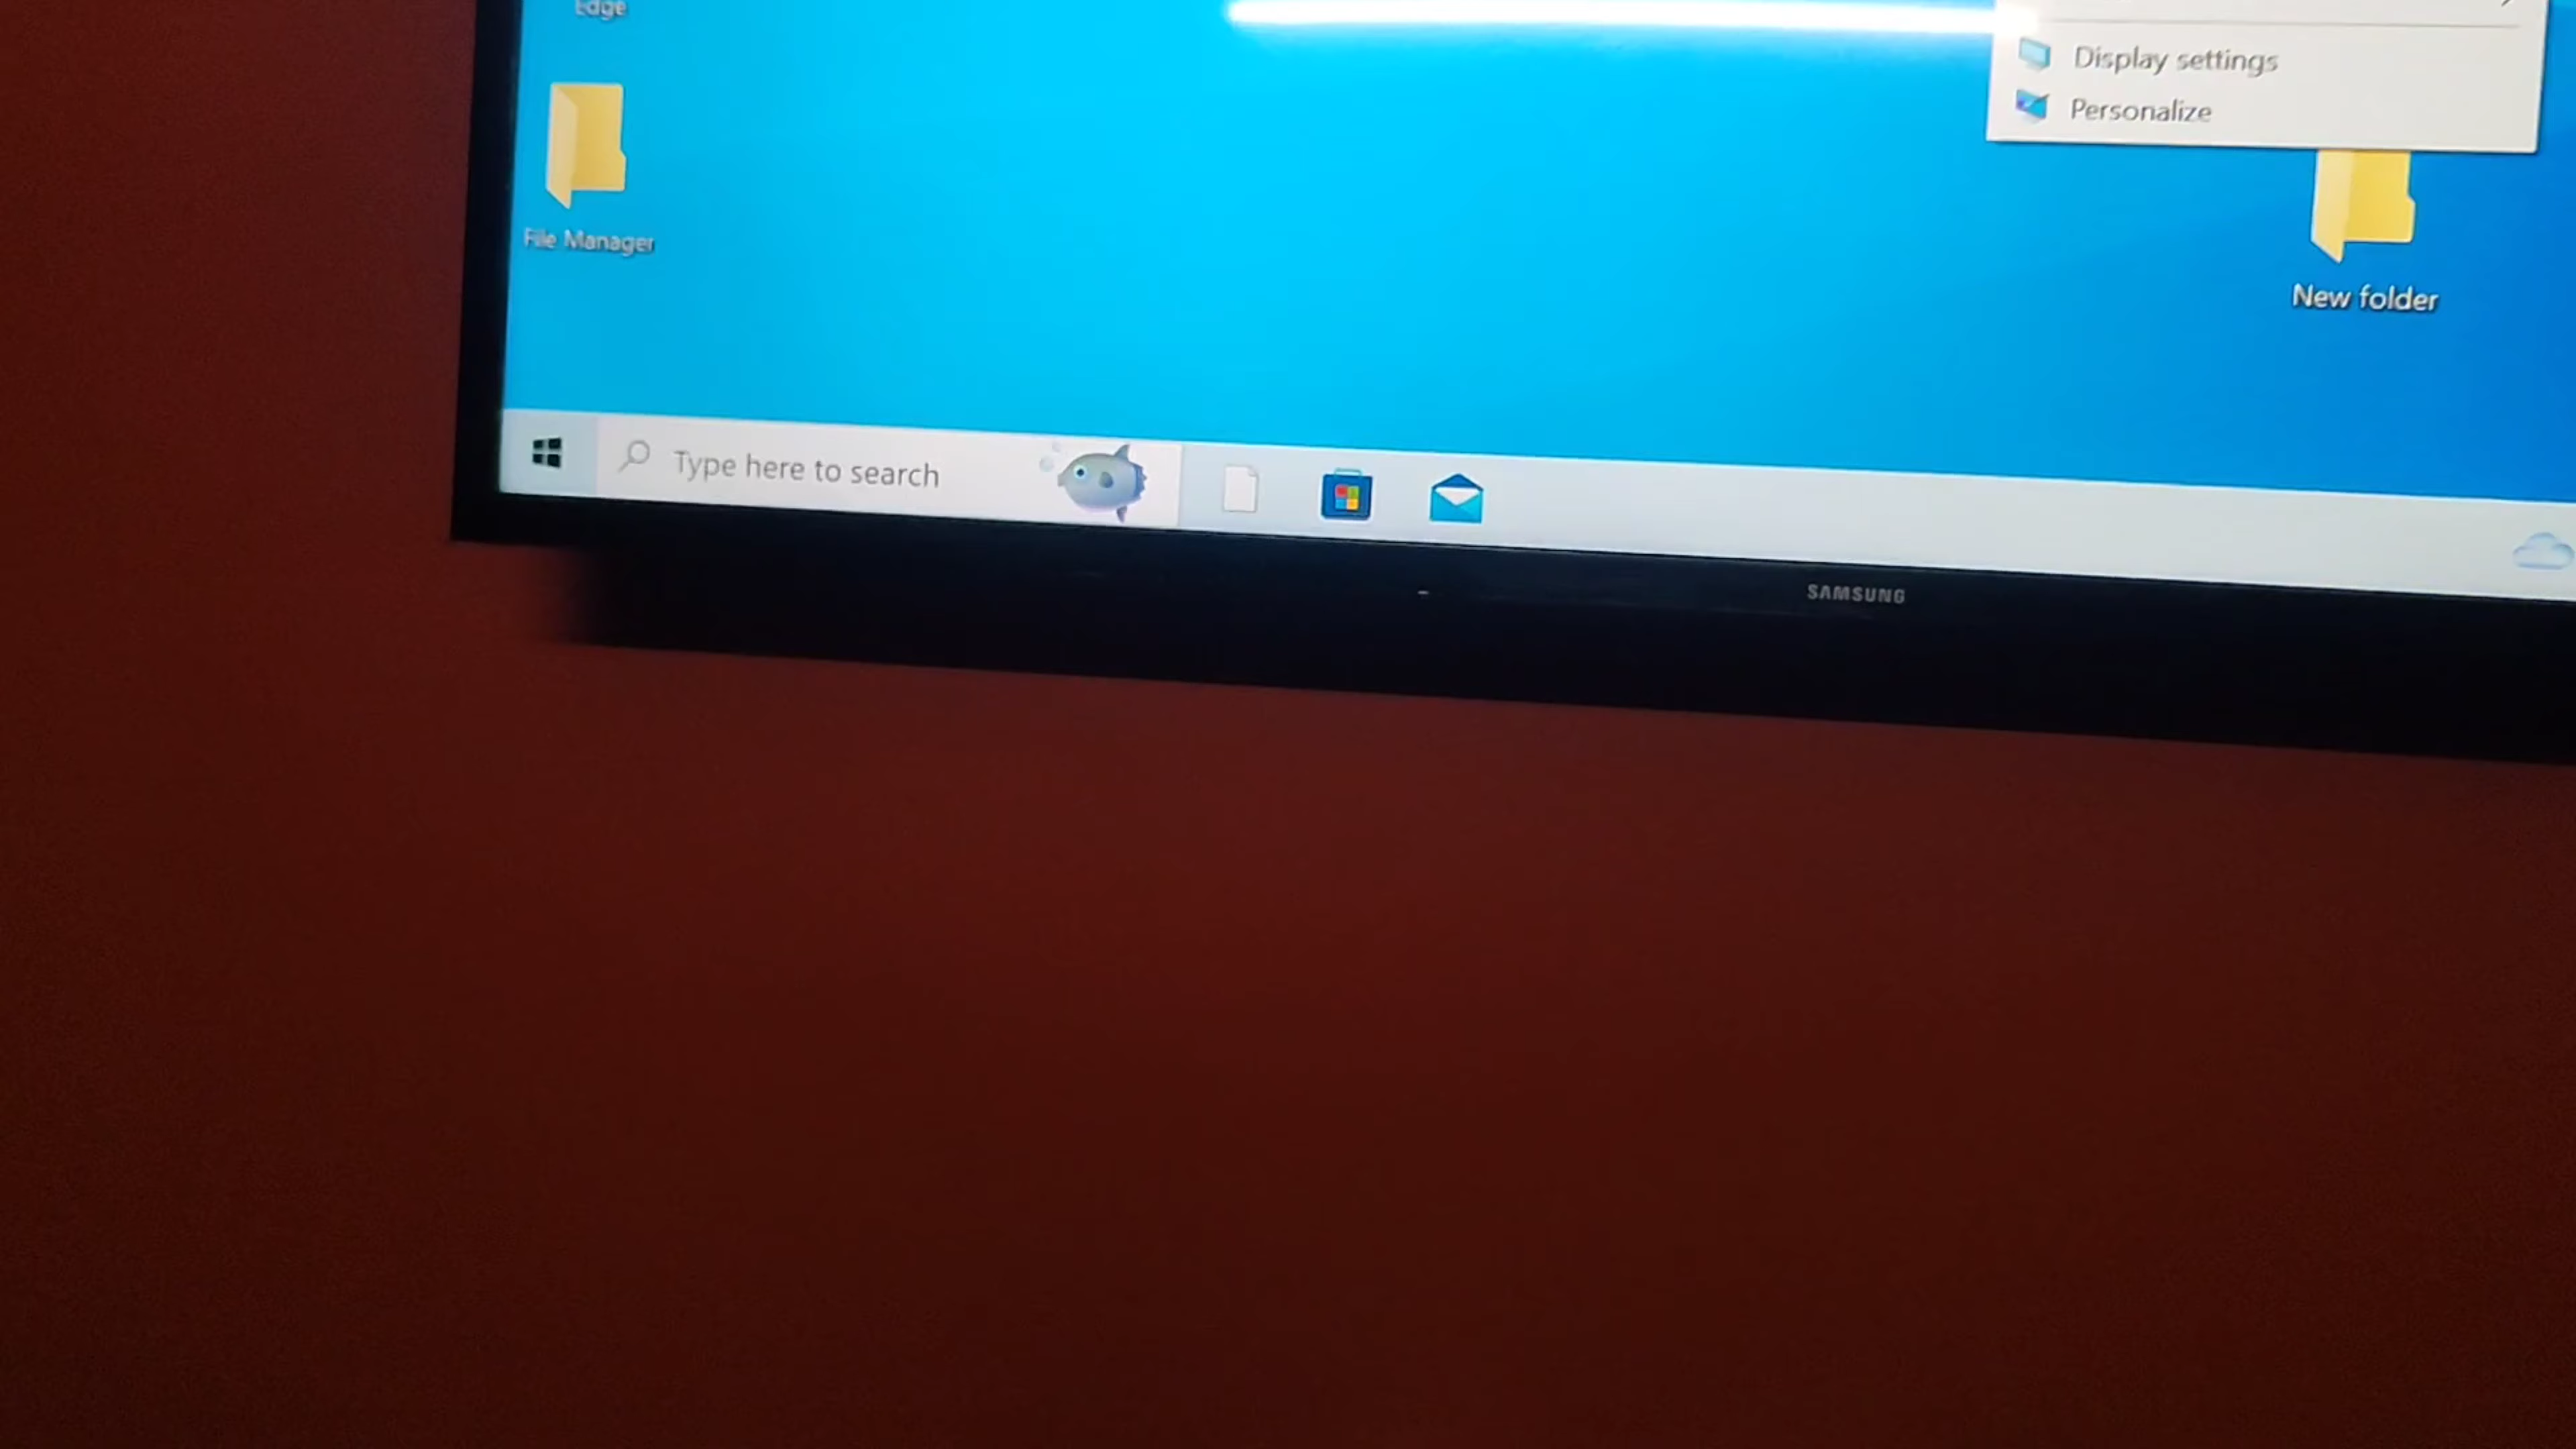 Edge
Display settings
Personalize
File Manager
New folder
Type here to search
SAMSUNG